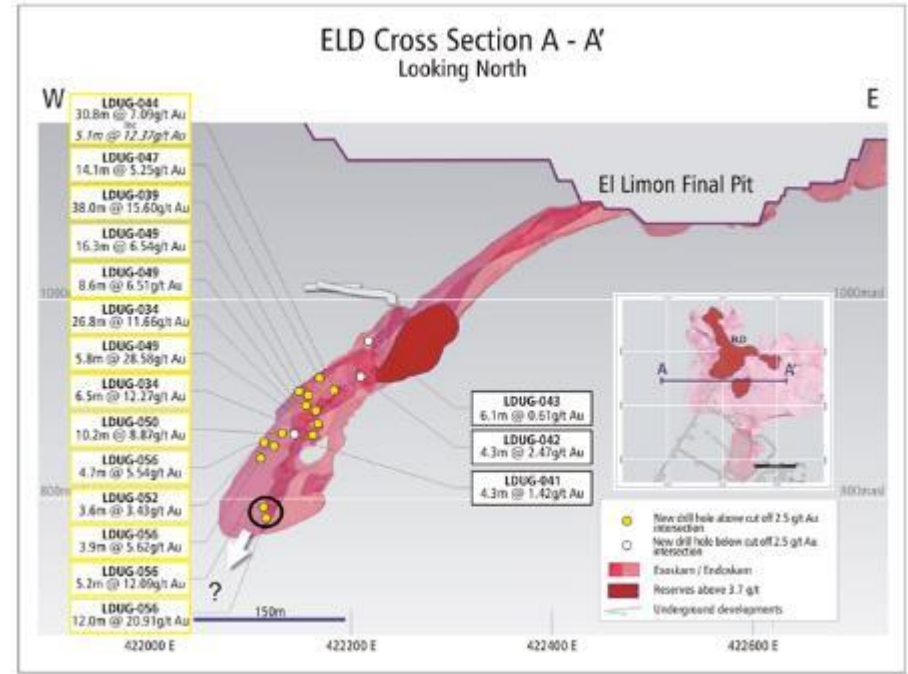 ELD Cross Section A - A'
Looking North
W
E
LDUG-044
30.8m @ 7.09g/t Au
Inc
5.1m @ 12.37g/t Au
LDUG-047
14.1m @ 5.25g/t Au
LDUG-039
38.0m @ 15.60g/t Au
LDUG-049
16.3m @ 6.54g/t Au
LDUG-049
8.6m @ 6.51g/t Au
LDUG-034
26.8m @ 11.66g/t Au
LDUG-049
5.8m @ 28.58g/t Au
LDUG-034
6.5m @ 12.27g/t Au
LDUG-050
10.2m @ 8.87g/t Au
LDUG-056
4.7m @ 5.54g/t Au
LDUG-052
3.6m @ 3.43g/t Au
LDUG-056
3.9m @ 5.62g/t Au
LDUG-056
5.2m @ 12.09g/t Au
LDUG-056
12.0m @ 20.91g/t Au
El Limon Final Pit
1000masl
ELD
A
A'
LDUG-043
6.1m @ 0.61g/t Au
LDUG-042
4.3m @ 2.47g/t Au
LDUG-041
4.3m @ 1.42g/t Au
800masl
New drill hole above cut off 2.5 g/t Au
intersection
New drill hole below cut off 2.5 g/t Au
intersection
Exoskarn / Endoskarn
Reserves above 3.7 g/t
Underground developments
?
150m
422000 E
422200 E
422400 E
422600 E